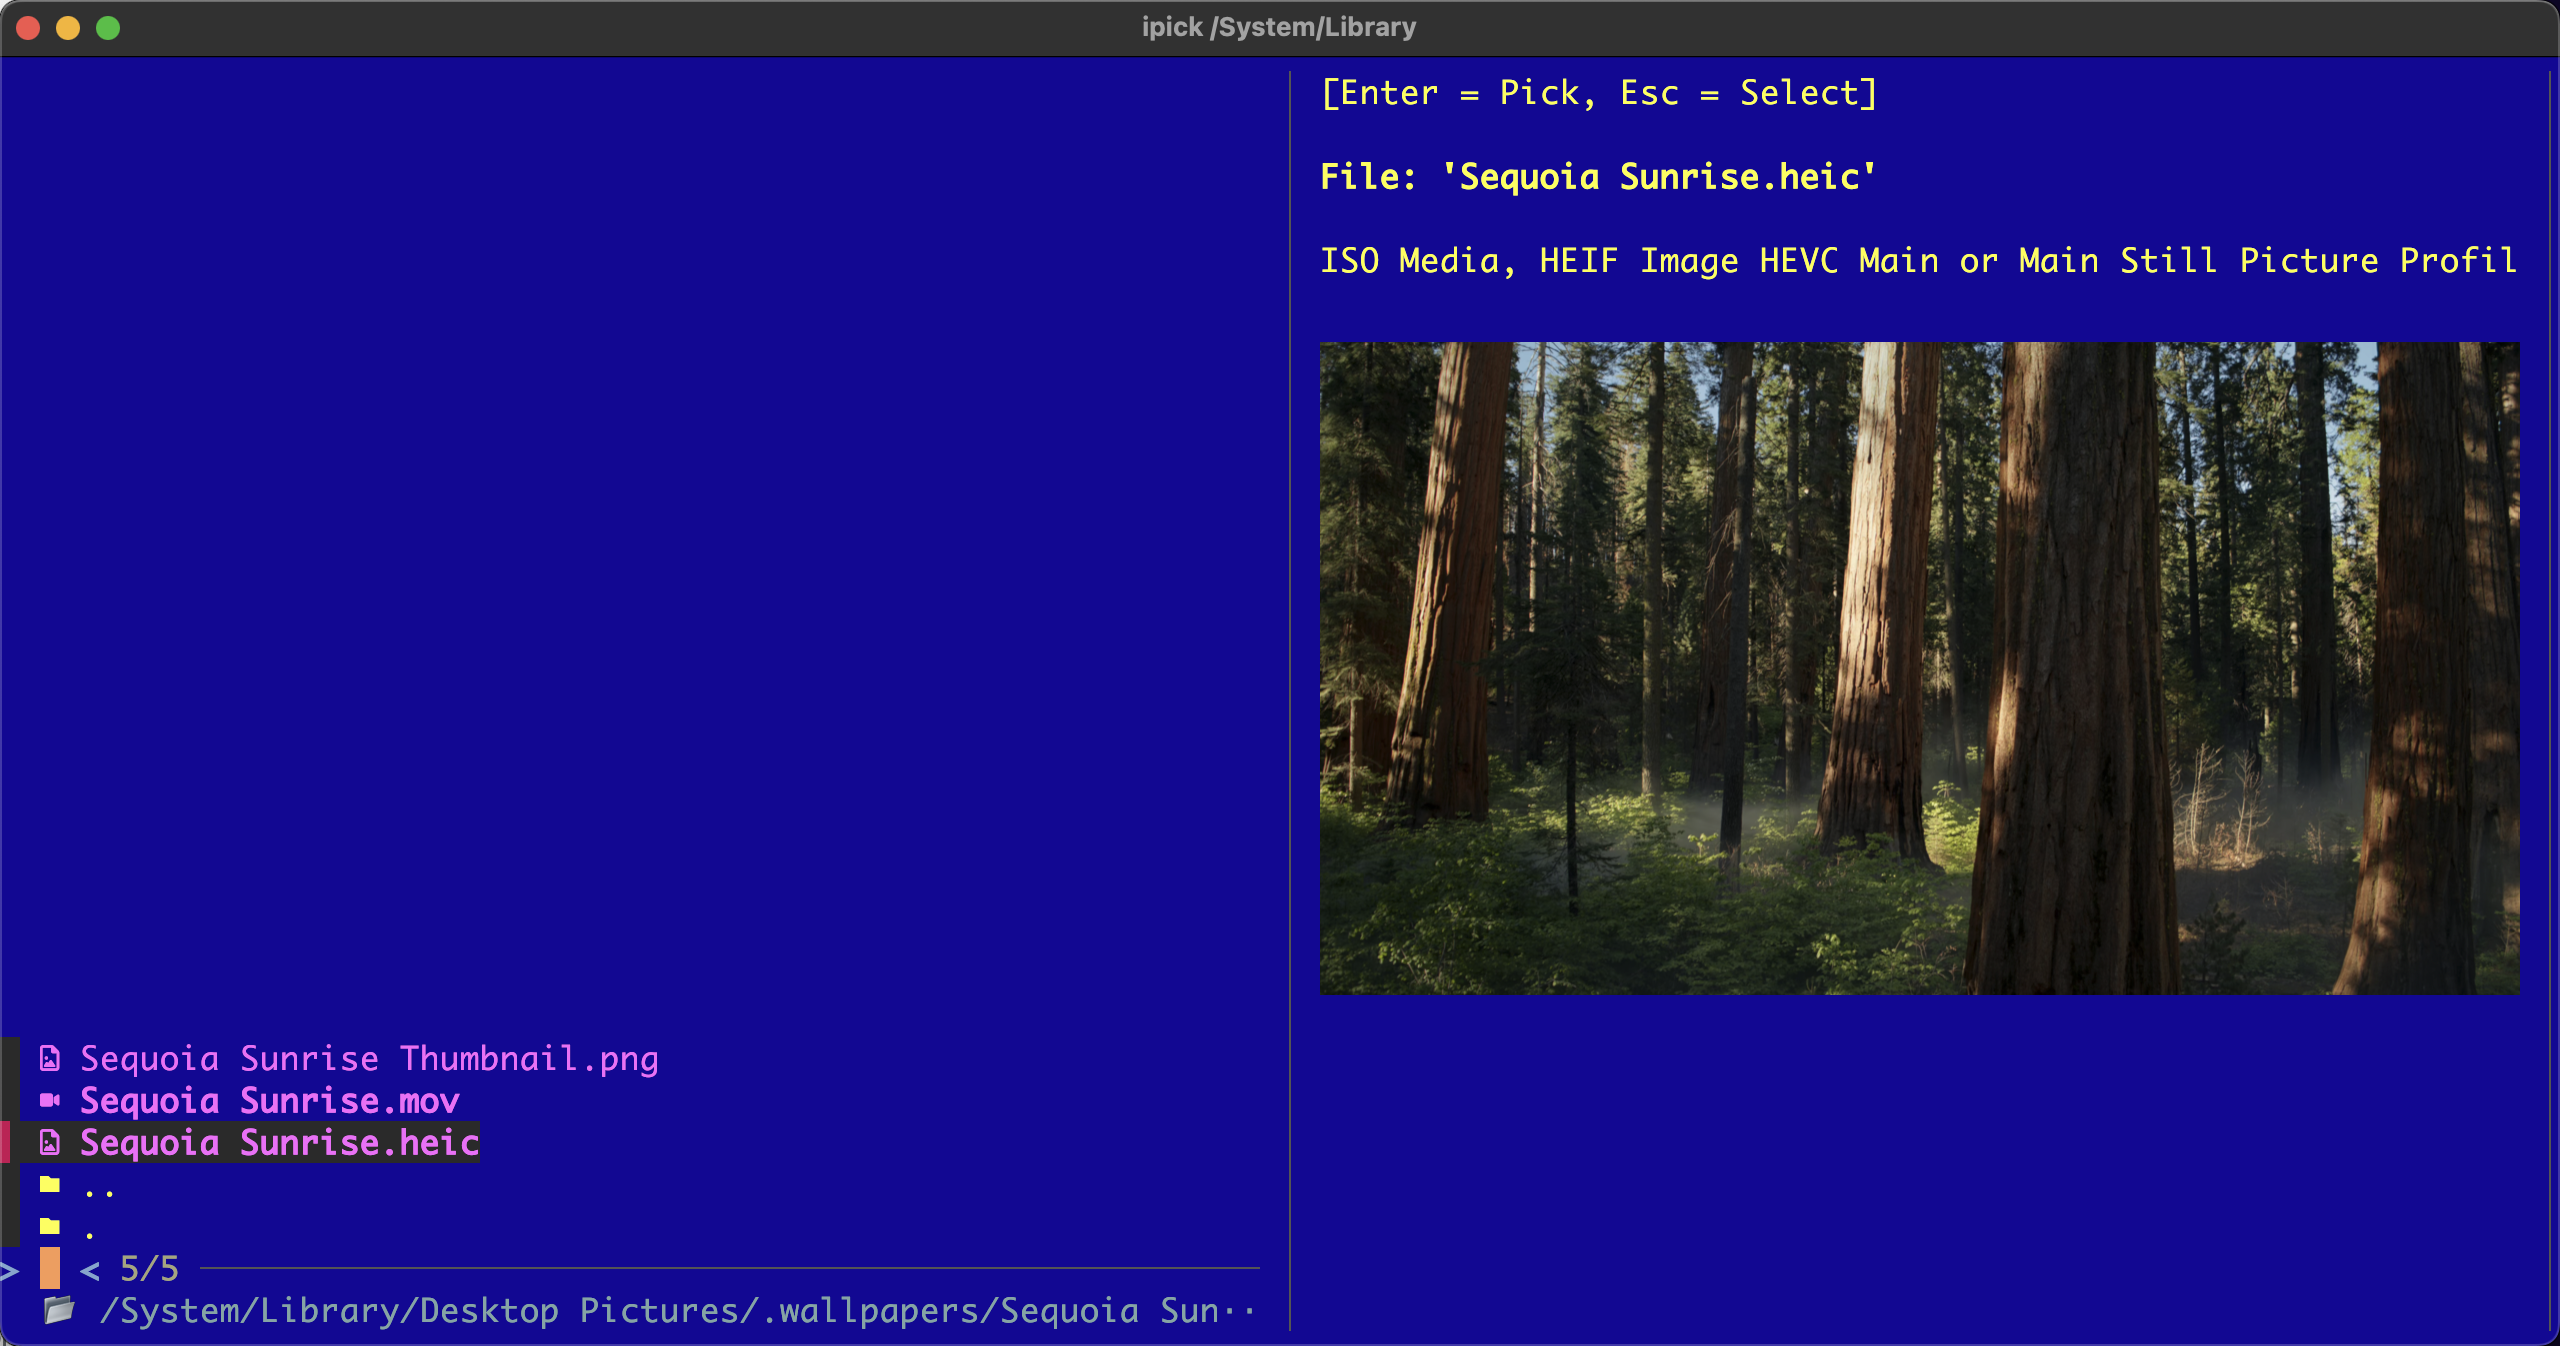 ipick /System/Library
[Enter = Pick, Esc = Select]
File: 'Sequoia Sunrise.heic'
ISO Media, HEIF Image HEVC Main or Main Still Picture Profil
Sequoia Sunrise Thumbnail.png
Sequoia Sunrise.mov
Sequoia Sunrise.heic
..
.
> < 5/5
/System/Library/Desktop Pictures/.wallpapers/Sequoia Sun··